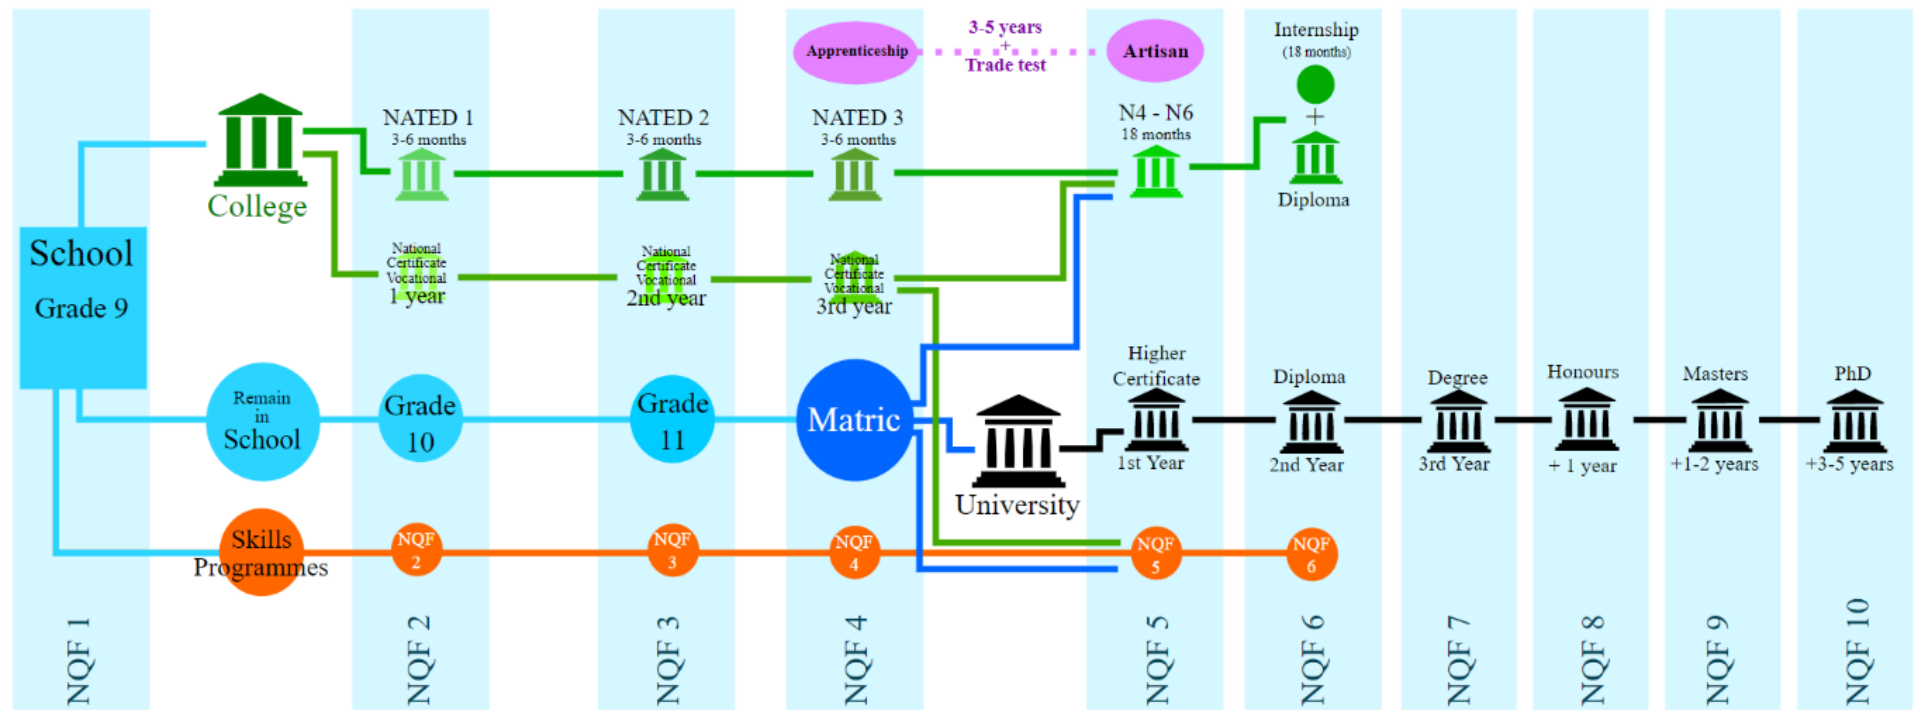 Apprenticeship
3-5 years
+
Trade test
Artisan
Internship
(18 months)
+
Diploma
College
NATED 1
3-6 months
NATED 2
3-6 months
NATED 3
3-6 months
N4 - N6
18 months
School
Grade 9
National
Certificate
Vocational
1 year
National
Certificate
Vocational
2nd year
National
Certificate
Vocational
3rd year
Remain
in
School
Grade
10
Grade
11
Matric
University
Higher
Certificate
1st Year
Diploma
2nd Year
Degree
3rd Year
Honours
+ 1 year
Masters
+1-2 years
PhD
+3-5 years
Skills
Programmes
NQF
2
NQF
3
NQF
4
NQF
5
NQF
6
NQF 1
NQF 2
NQF 3
NQF 4
NQF 5
NQF 6
NQF 7
NQF 8
NQF 9
NQF 10